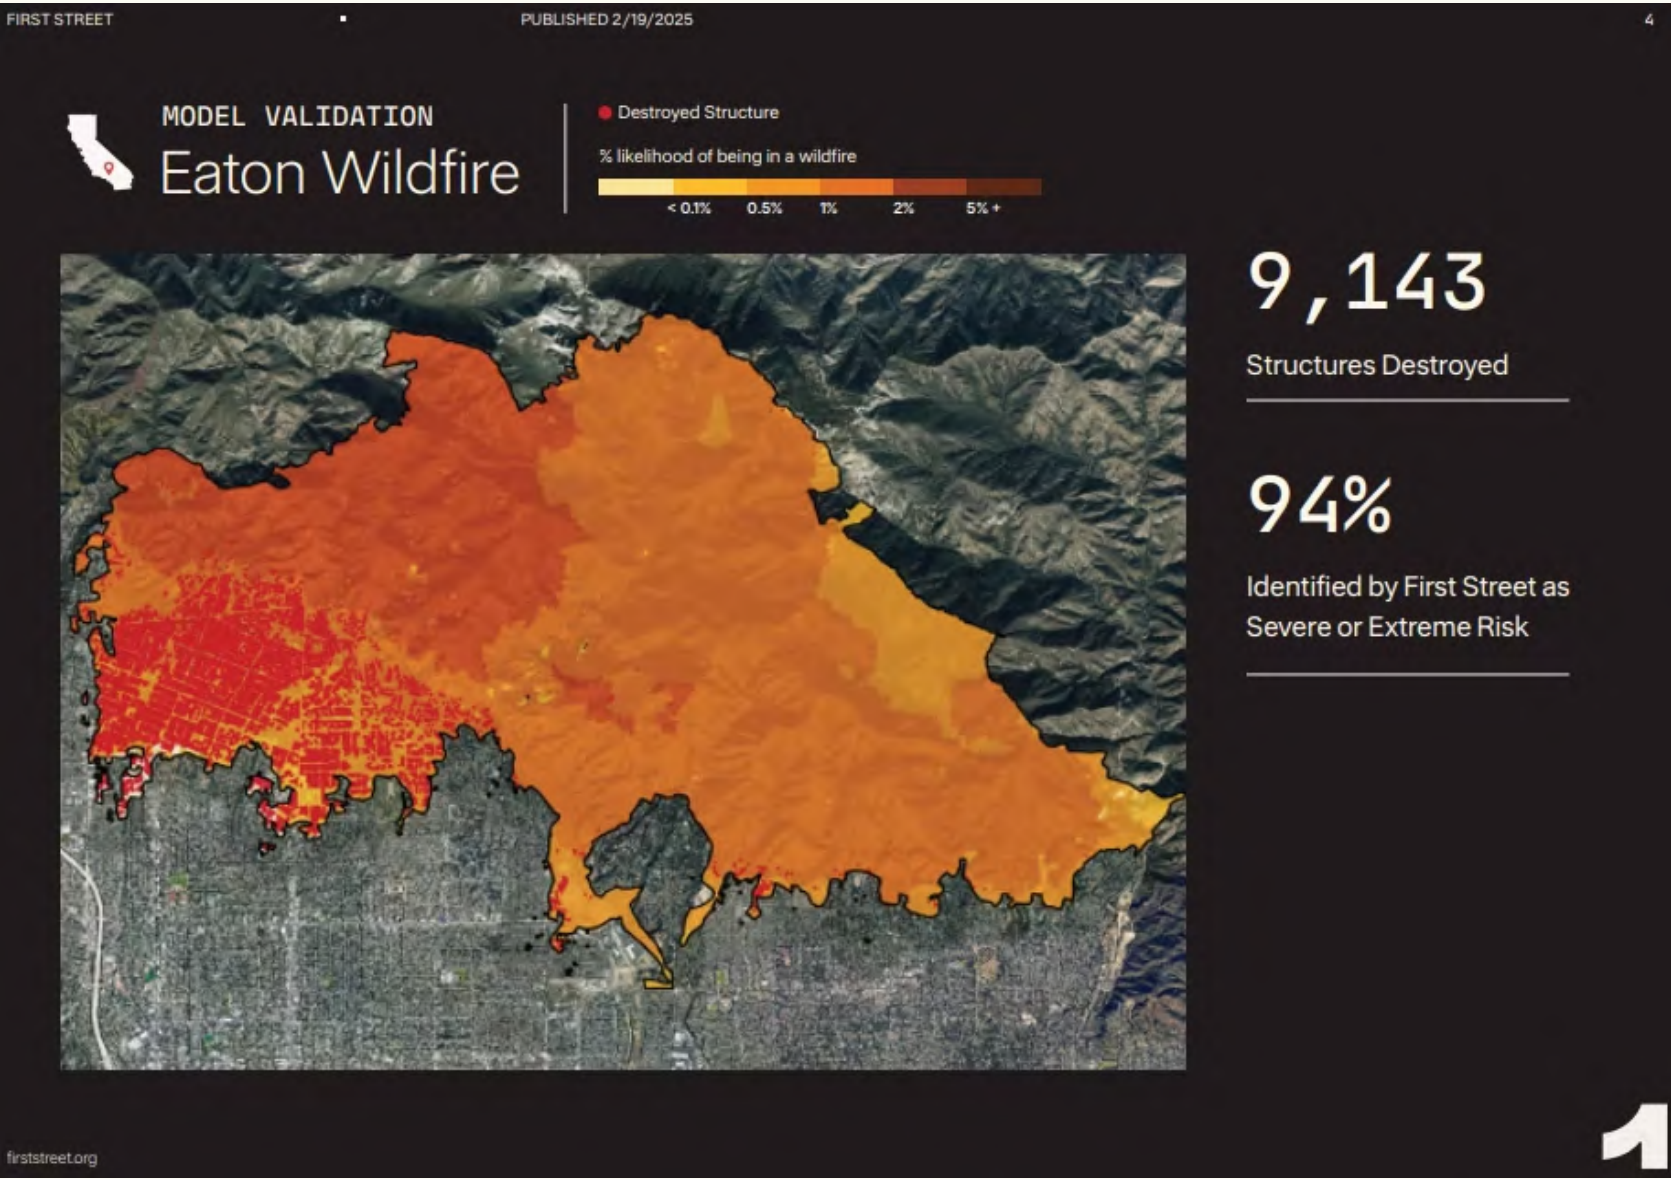 FIRST STREET
PUBLISHED 2/19/2025
4
MODEL VALIDATION
Eaton Wildfire
Destroyed Structure
% likelihood of being in a wildfire
< 0.1% 0.5% 1% 2% 5% +
9,143
Structures Destroyed
94%
Identified by First Street as
Severe or Extreme Risk
firststreet.org
1